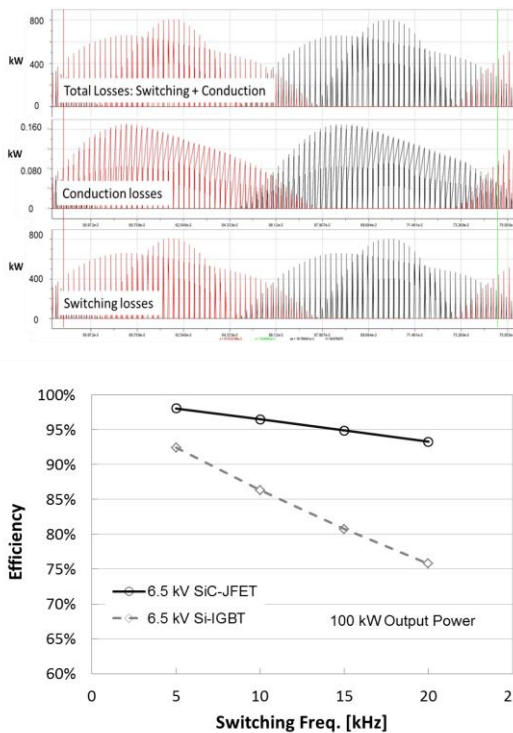 800
kW
400
0
Total Losses: Switching + Conduction
0.160
kW
0.080
0
Conduction losses
800
kW
400
0
Switching losses
100%
95%
90%
85%
80%
75%
70%
65%
60%
Efficiency
6.5 kV SiC-JFET
6.5 kV Si-IGBT
100 kW Output Power
0 5 10 15 20 25
Switching Freq. [kHz]